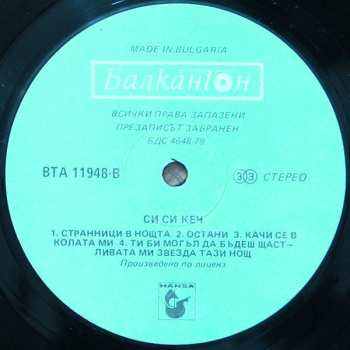 MADE IN BULGARIA
Балкантон
ВСИЧКИ ПРАВА ЗАПАЗЕНИ
ПРЕЗАПИСЪТ ЗАБРАНЕН
БДС 4648-79
ВТА 11948-В
33 СТЕРЕО
СИ СИ КЕЧ
1. СТРАННИЦИ В НОЩТА 2. ОСТАНИ 3. КАЧИ СЕ В
КОЛАТА МИ 4. ТИ БИ МОГЪЛ ДА БЪДЕШ ЩАСТ-
ЛИВАТА МИ ЗВЕЗДА ТАЗИ НОЩ
Произведено по лиценз
HANSA